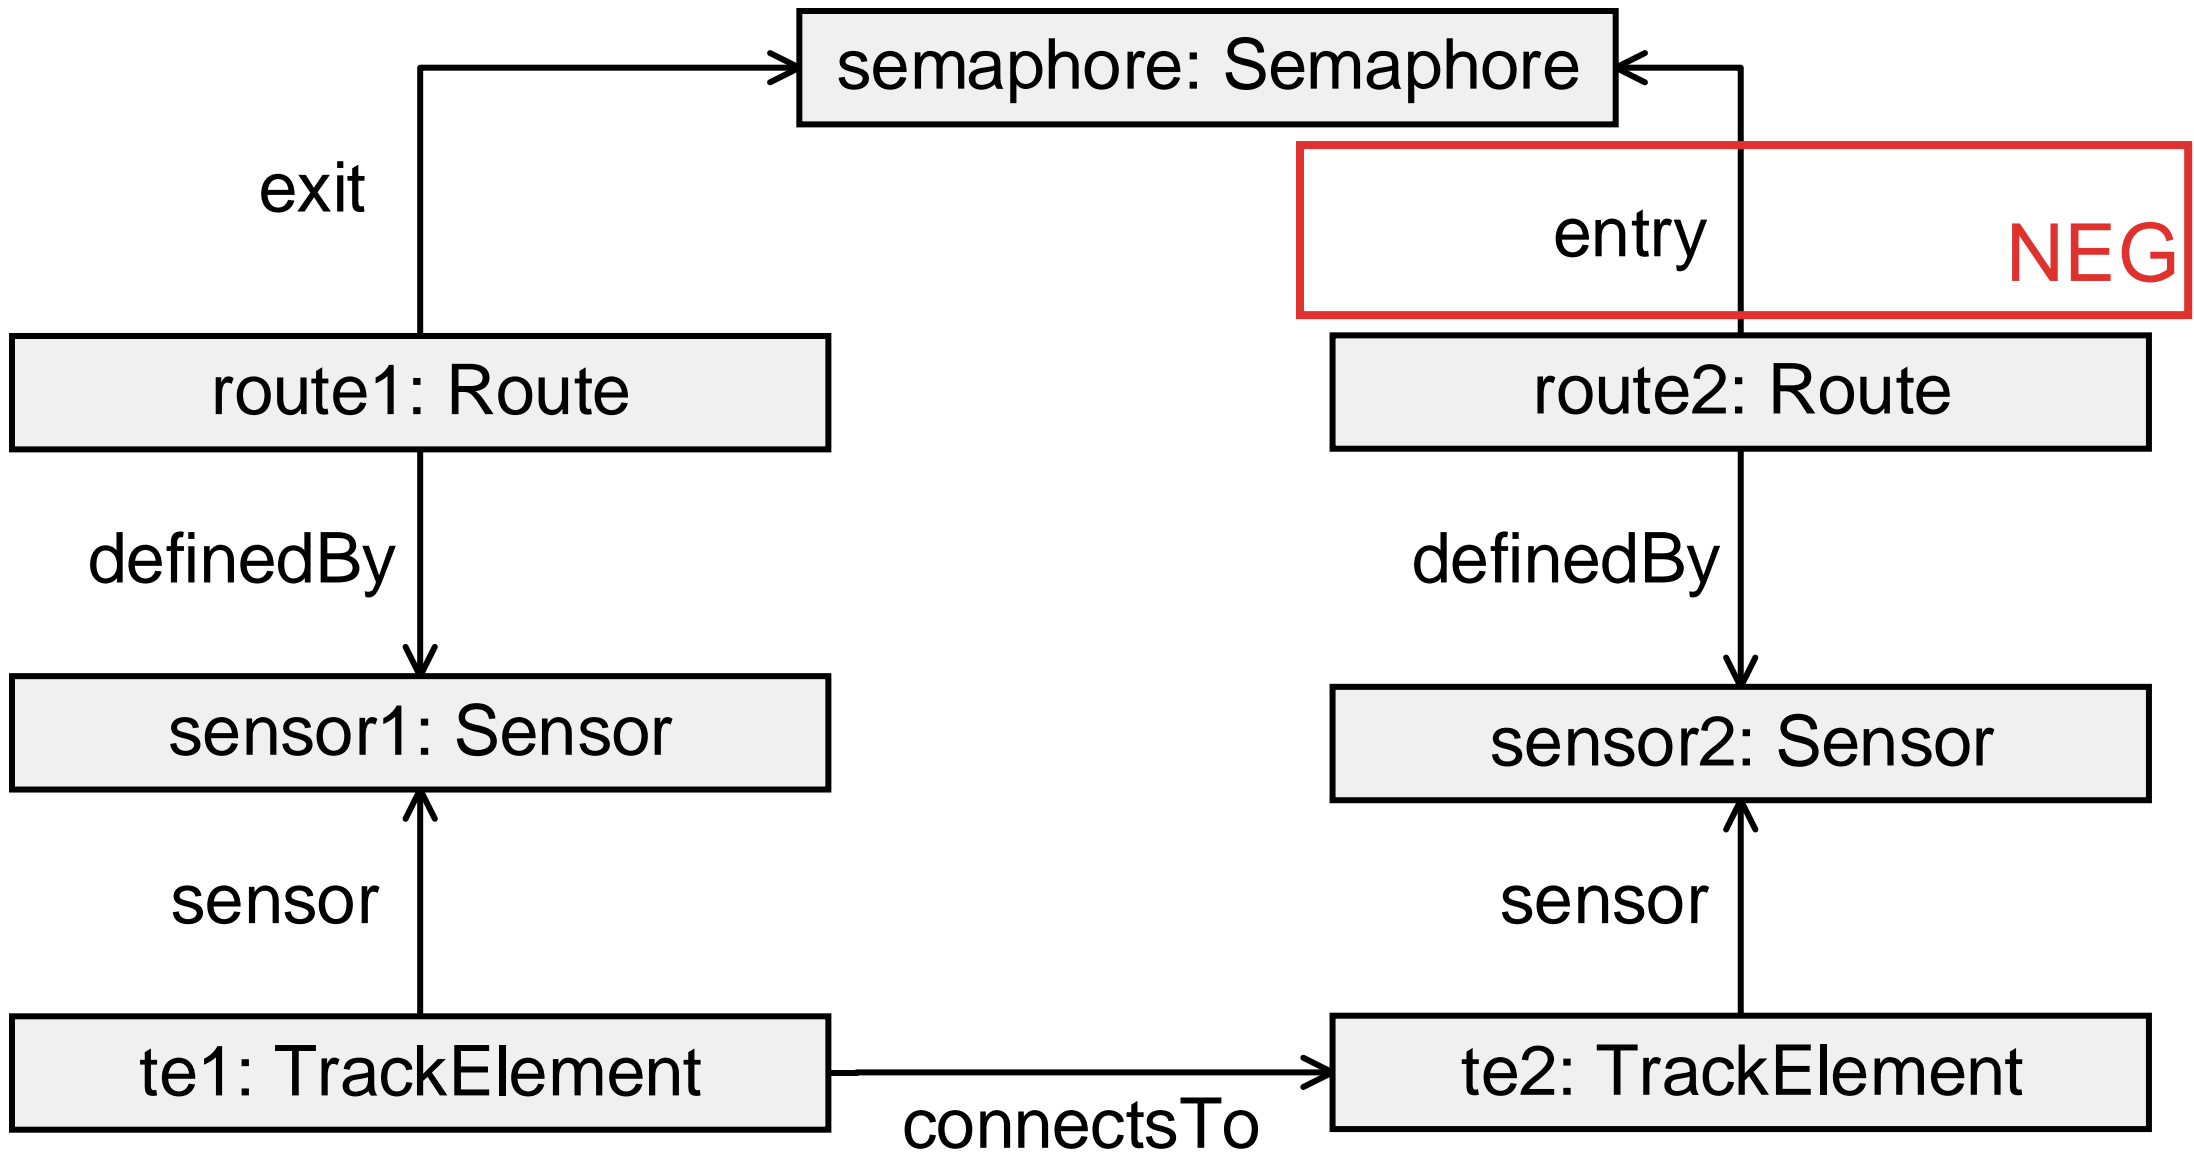 semaphore: Semaphore
exit
entry
NEG
route1: Route
route2: Route
definedBy
definedBy
sensor1: Sensor
sensor2: Sensor
sensor
sensor
te1: TrackElement
te2: TrackElement
connectsTo